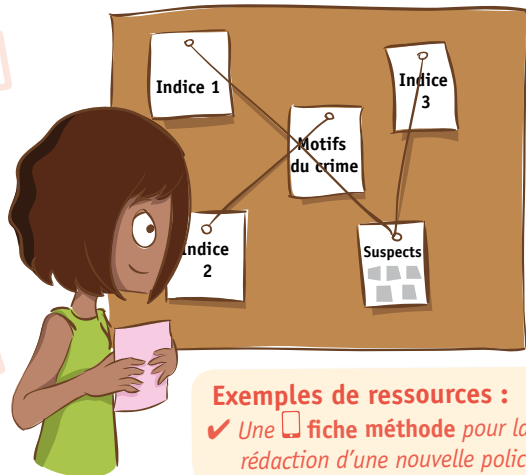 Indice 1
Indice
3
Motifs
du crime
Indice
2
Suspects
Exemples de ressources :
✔ Une fiche méthode pour la
rédaction d'une nouvelle polic